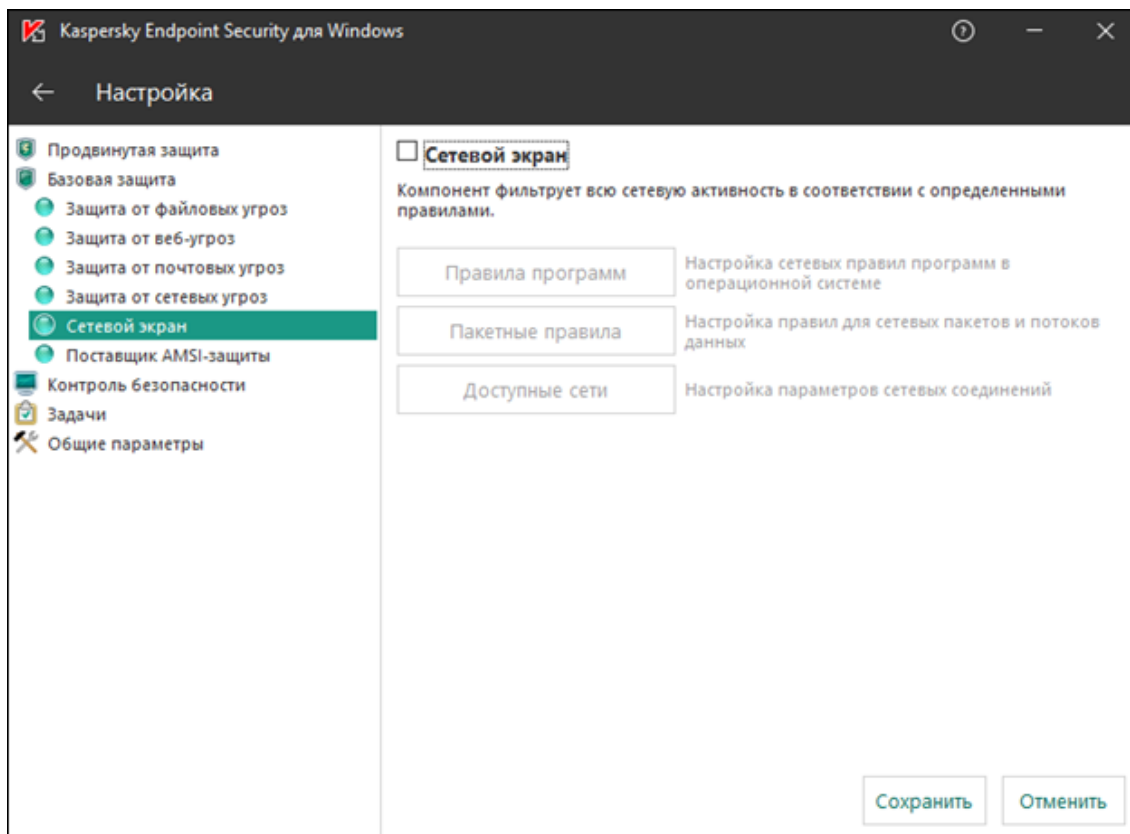 Kaspersky Endpoint Security для Windows
Настройка
Продвинутая защита
Базовая защита
Защита от файловых угроз
Защита от веб-угроз
Защита от почтовых угроз
Защита от сетевых угроз
Сетевой экран
Поставщик AMSI-защиты
Контроль безопасности
Задачи
Общие параметры
Сетевой экран
Компонент фильтрует всю сетевую активность в соответствии с определенными
правилами.
Правила программ
Настройка сетевых правил программ в
операционной системе
Пакетные правила
Настройка правил для сетевых пакетов и потоков
данных
Доступные сети
Настройка параметров сетевых соединений
Сохранить
Отменить